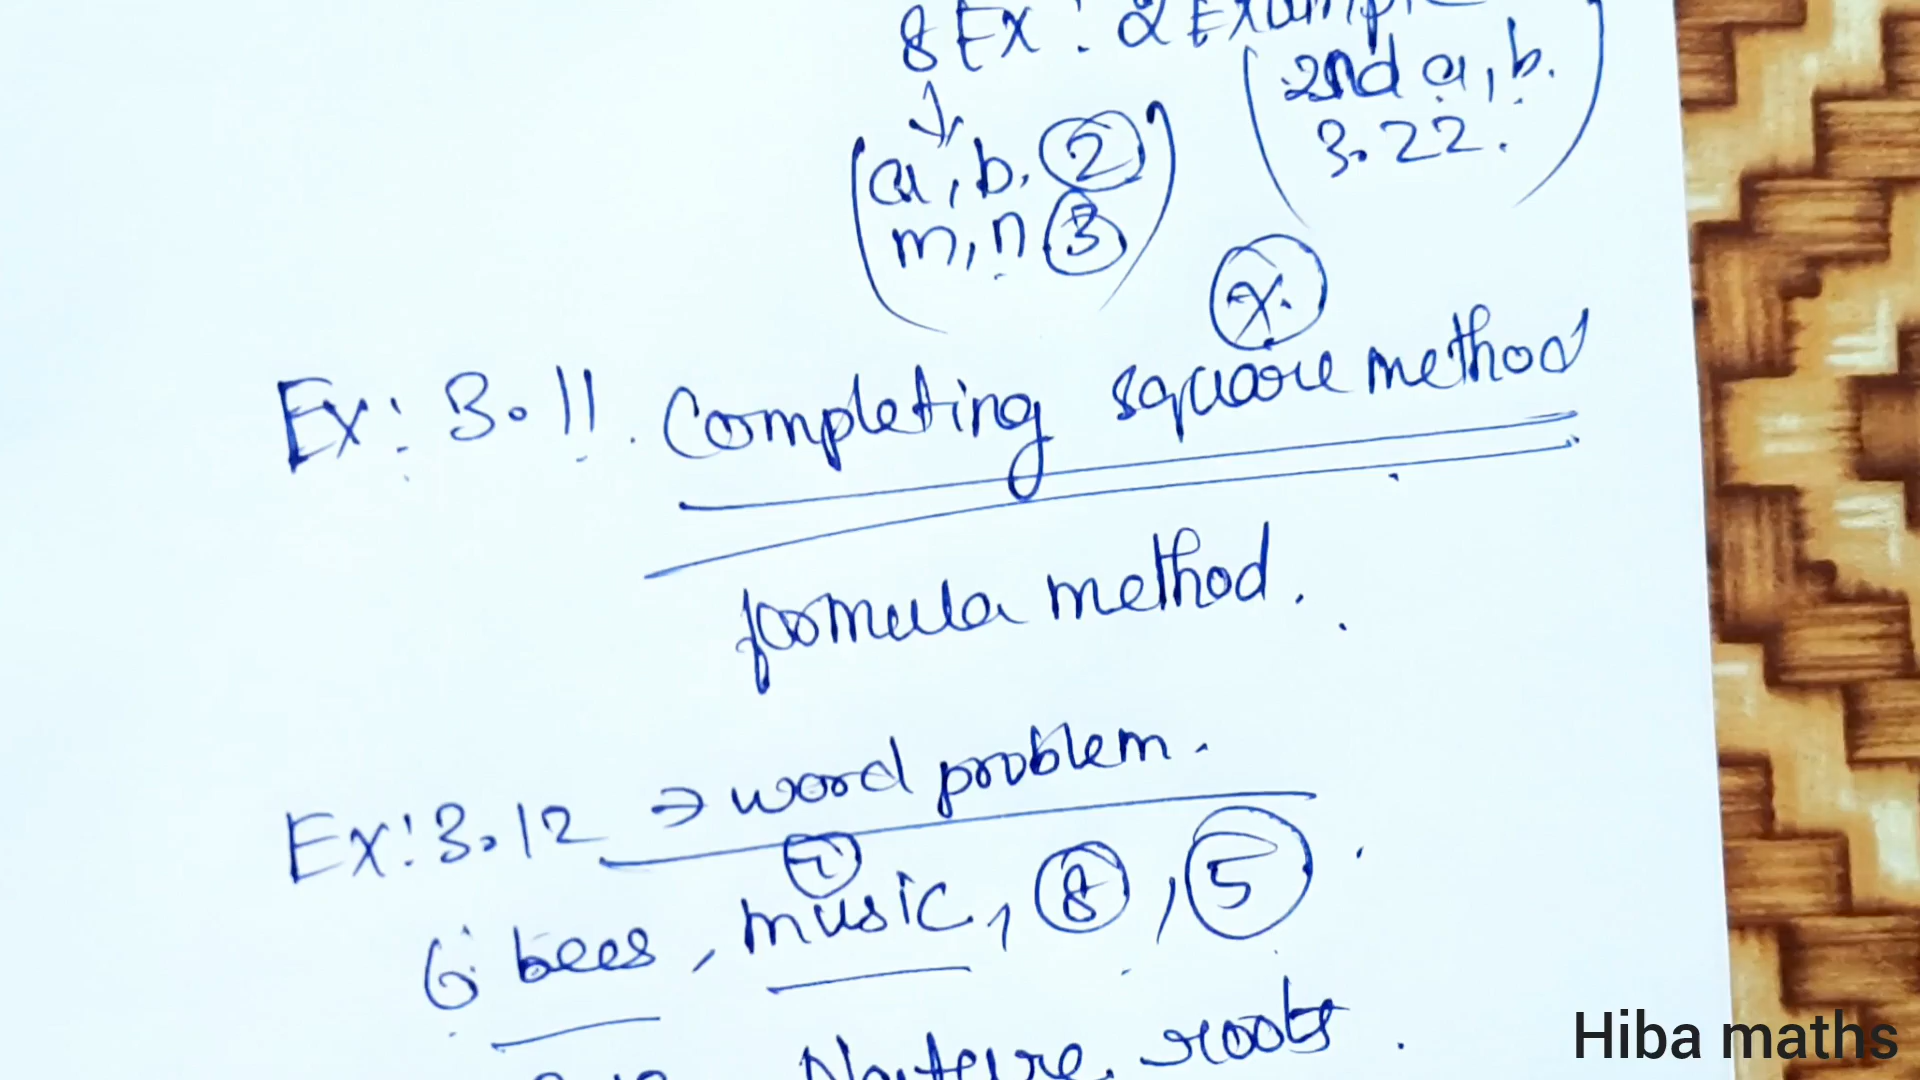 8 Ex : 2 Example
(2nd a, b.
3.22.)
(a, b, 2
m, n 3)
x.
Ex: 3.11. Completing square method
formula method.
Ex: 3.12 → word problem.
7
6 bees, music, 8, 5
Nature roots.
Hiba maths